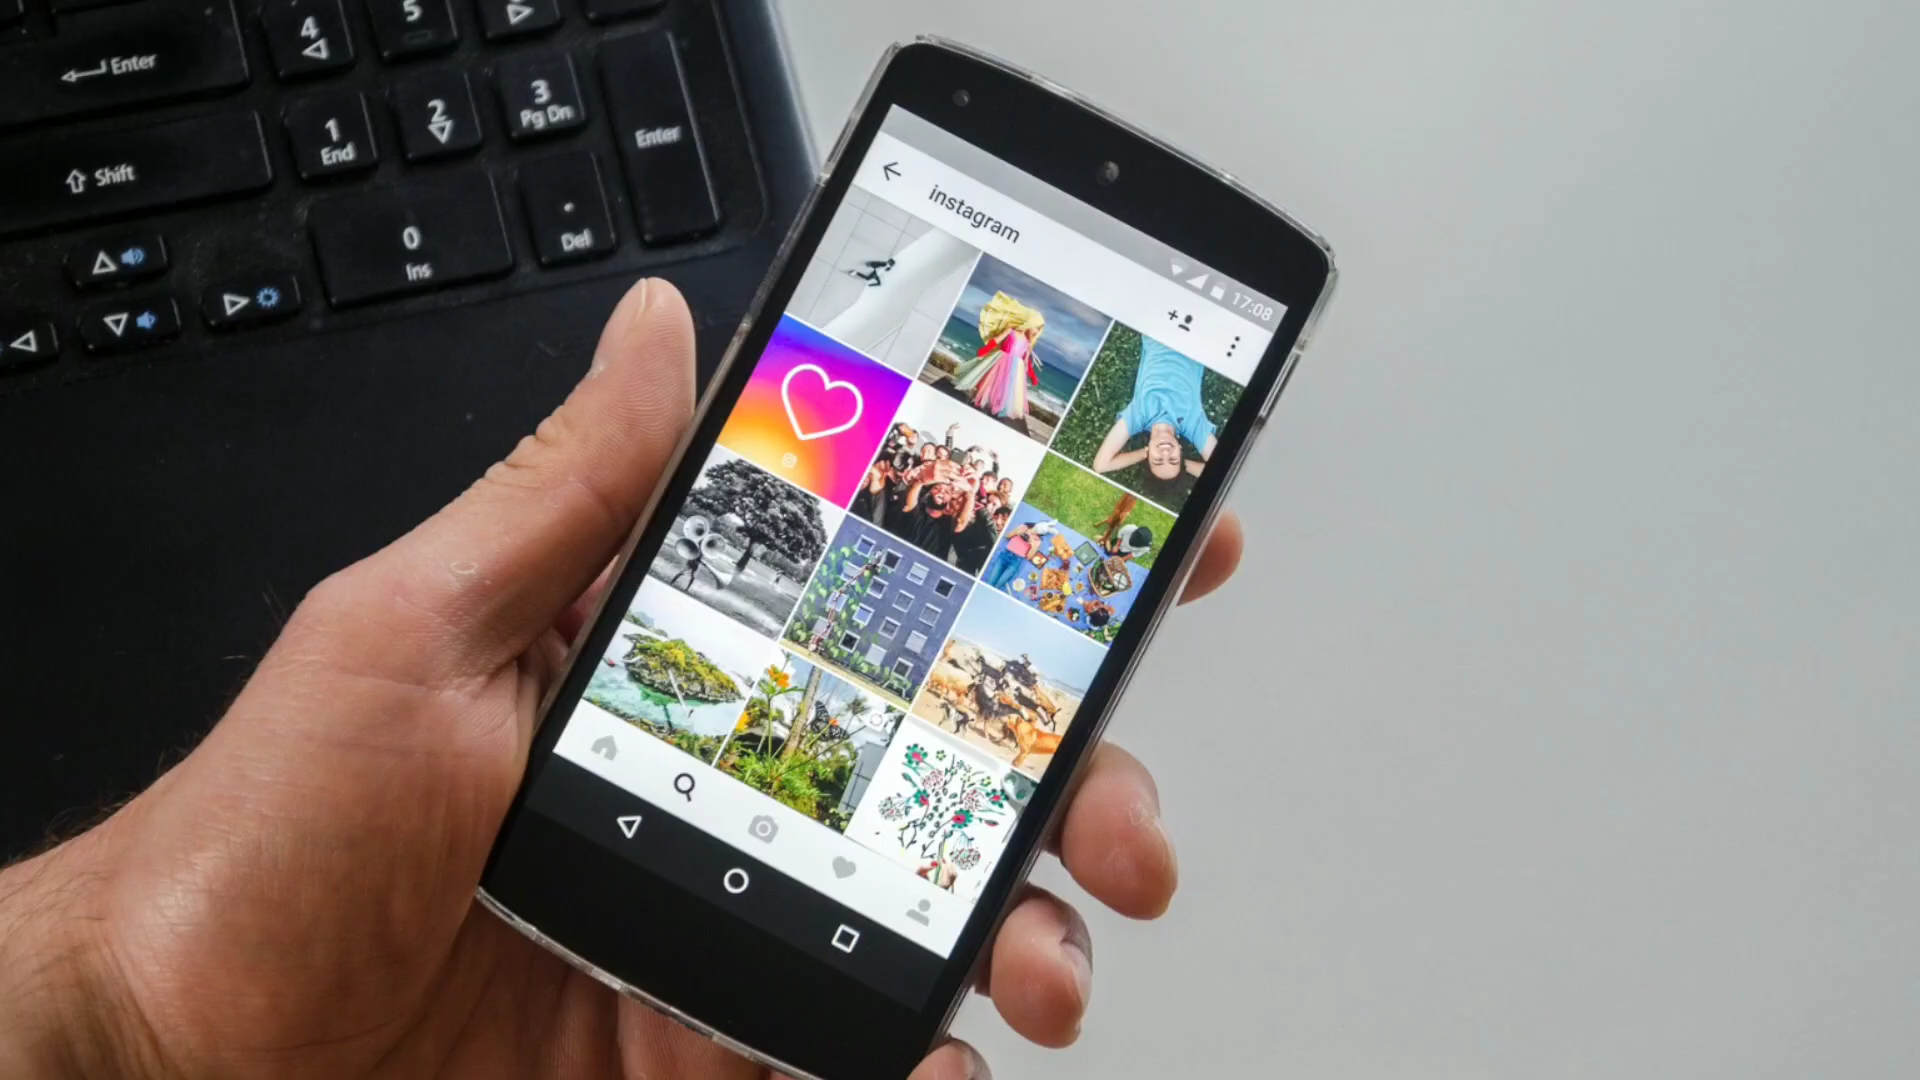 5
4
Enter
3
Pg Dn
2
1
End
Enter
Shift
0
Ins
.
Del
instagram
17:08